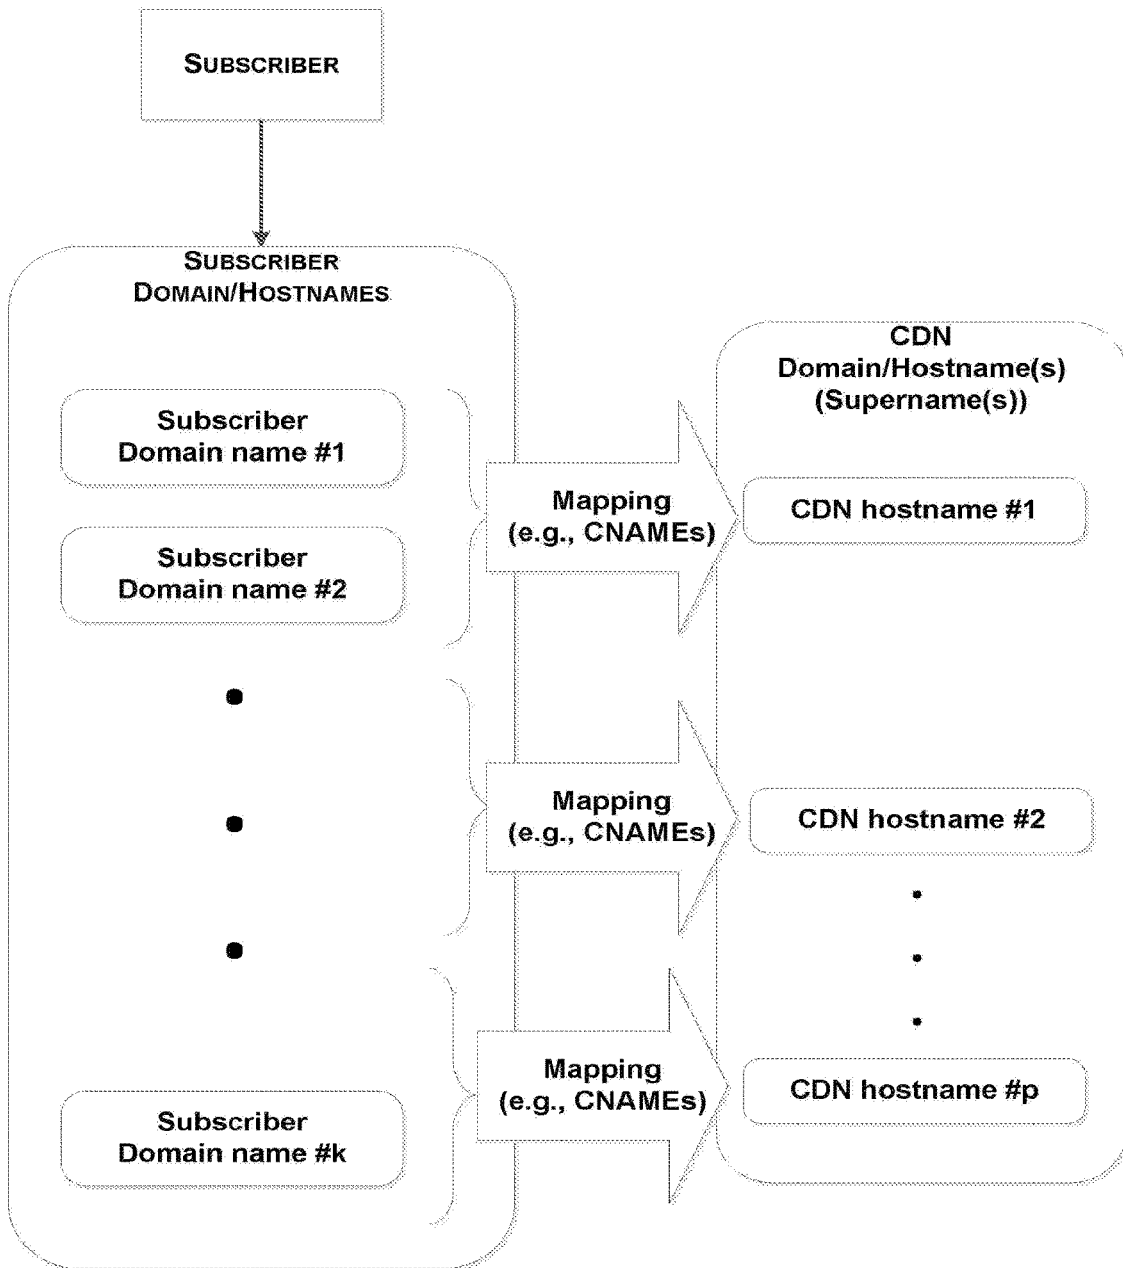 SUBSCRIBER
SUBSCRIBER
DOMAIN/HOSTNAMES
Subscriber
Domain name #1
Subscriber
Domain name #2
Subscriber
Domain name #k
Mapping
(e.g., CNAMEs)
Mapping
(e.g., CNAMEs)
Mapping
(e.g., CNAMEs)
CDN
Domain/Hostname(s)
(Supername(s))
CDN hostname #1
CDN hostname #2
CDN hostname #p